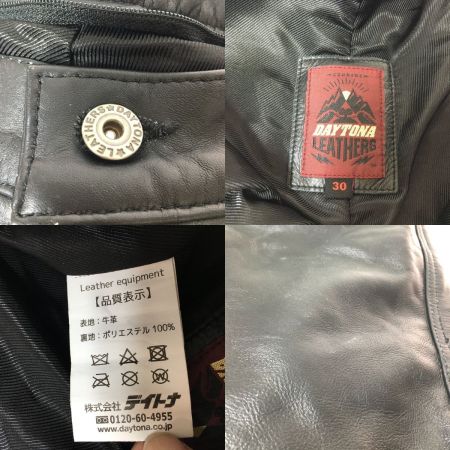 DAYTONA★LEATHERS★
DAYTONA
LEATHERS
30
Leather equipment
【品質表示】
表地：牛革
裏地：ポリエステル 100%
株式会社 デイトナ
0120-60-4955
www.daytona.co.jp